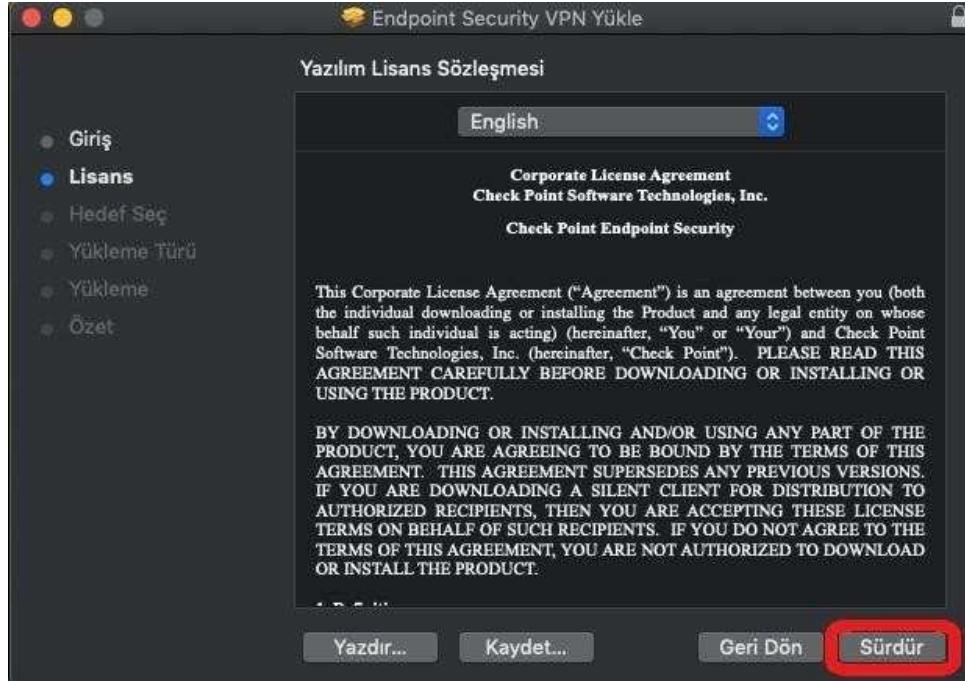 Endpoint Security VPN Yükle
Yazılım Lisans Sözleşmesi
Giriş
Lisans
Hedef Seç
Yükleme Türü
Yükleme
Özet
English
Corporate License Agreement
Check Point Software Technologies, Inc.
Check Point Endpoint Security
This Corporate License Agreement (“Agreement”) is an agreement between you (both
the individual downloading or installing the Product and any legal entity on whose
behalf such individual is acting) (hereinafter, “You” or “Your”) and Check Point
Software Technologies, Inc. (hereinafter, “Check Point”). PLEASE READ THIS
AGREEMENT CAREFULLY BEFORE DOWNLOADING OR INSTALLING OR
USING THE PRODUCT.
BY DOWNLOADING OR INSTALLING AND/OR USING ANY PART OF THE
PRODUCT, YOU ARE AGREEING TO BE BOUND BY THE TERMS OF THIS
AGREEMENT. THIS AGREEMENT SUPERSEDES ANY PREVIOUS VERSIONS.
IF YOU ARE DOWNLOADING A SILENT CLIENT FOR DISTRIBUTION TO
AUTHORIZED RECIPIENTS, THEN YOU ARE ACCEPTING THESE LICENSE
TERMS ON BEHALF OF SUCH RECIPIENTS. IF YOU DO NOT AGREE TO THE
TERMS OF THIS AGREEMENT, YOU ARE NOT AUTHORIZED TO DOWNLOAD
OR INSTALL THE PRODUCT.
Yazdır...
Kaydet...
Geri Dön
Sürdür